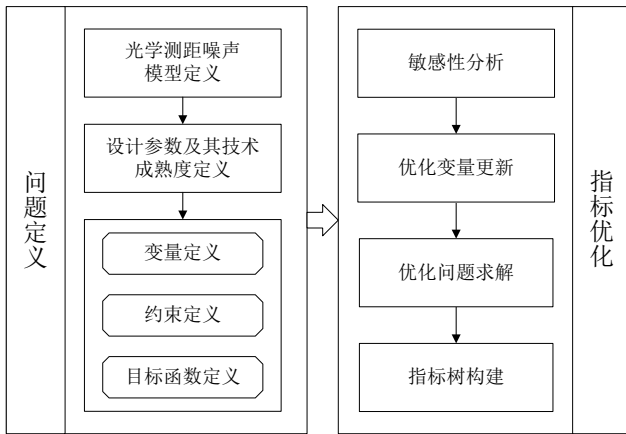 问题定义
光学测距噪声
模型定义
设计参数及其技术
成熟度定义
变量定义
约束定义
目标函数定义
敏感性分析
优化变量更新
优化问题求解
指标树构建
指标优化